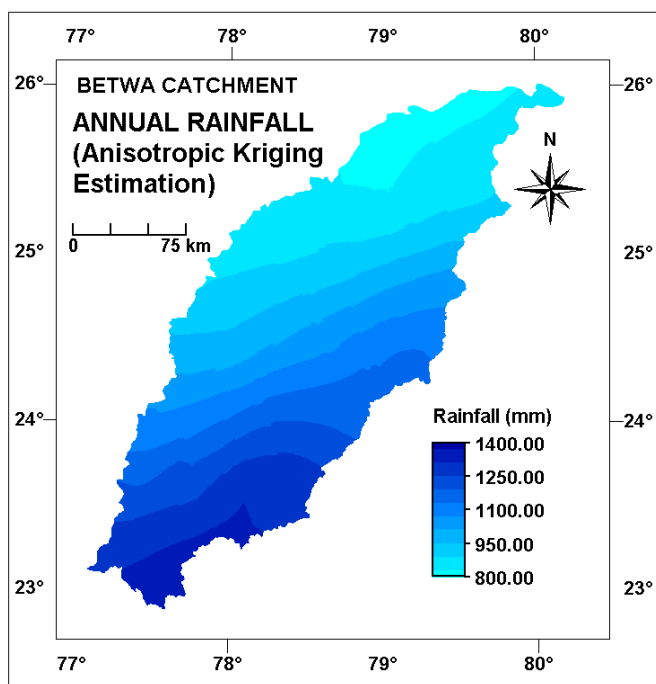 77° 78° 79° 80°
26° 26°
BETWA CATCHMENT
ANNUAL RAINFALL
(Anisotropic Kriging
Estimation)
N
0 75 km
25° 25°
24° 24°
Rainfall (mm)
1400.00
1250.00
1100.00
950.00
800.00
23° 23°
77° 78° 79° 80°